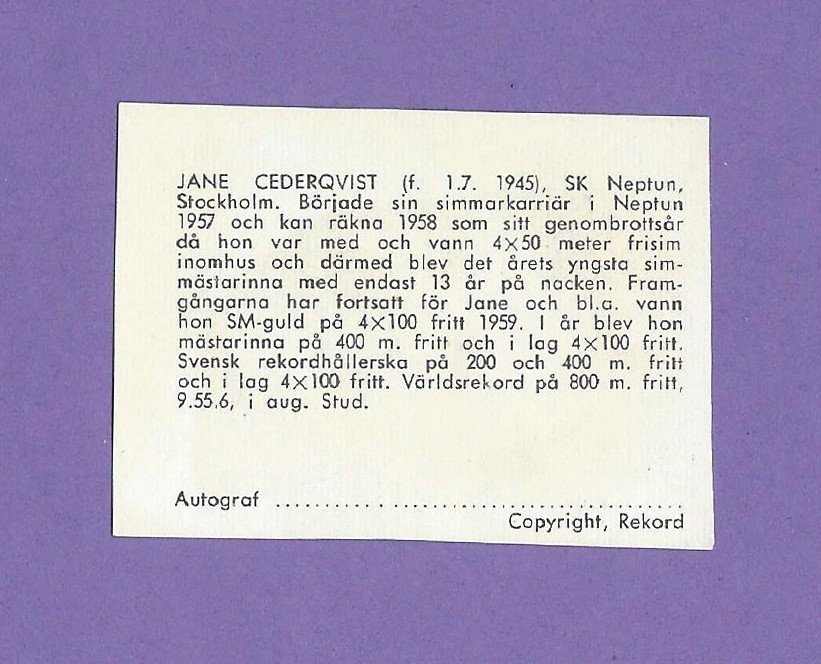 JANE CEDERQVIST (f. 1.7. 1945), SK Neptun,
Stockholm. Började sin simmarkarriär i Neptun
1957 och kan räkna 1958 som sitt genombrottsår
då hon var med och vann 4×50 meter frisim
inomhus och därmed blev det årets yngsta sim-
mästarinna med endast 13 år på nacken. Fram-
gångarna har fortsatt för Jane och bl.a. vann
hon SM-guld på 4×100 fritt 1959. I år blev hon
mästarinna på 400 m. fritt och i lag 4×100 fritt.
Svensk rekordhållerska på 200 och 400 m. fritt
och i lag 4×100 fritt. Världsrekord på 800 m. fritt,
9.55,6, i aug. Stud.
Autograf ........................................
Copyright, Rekord